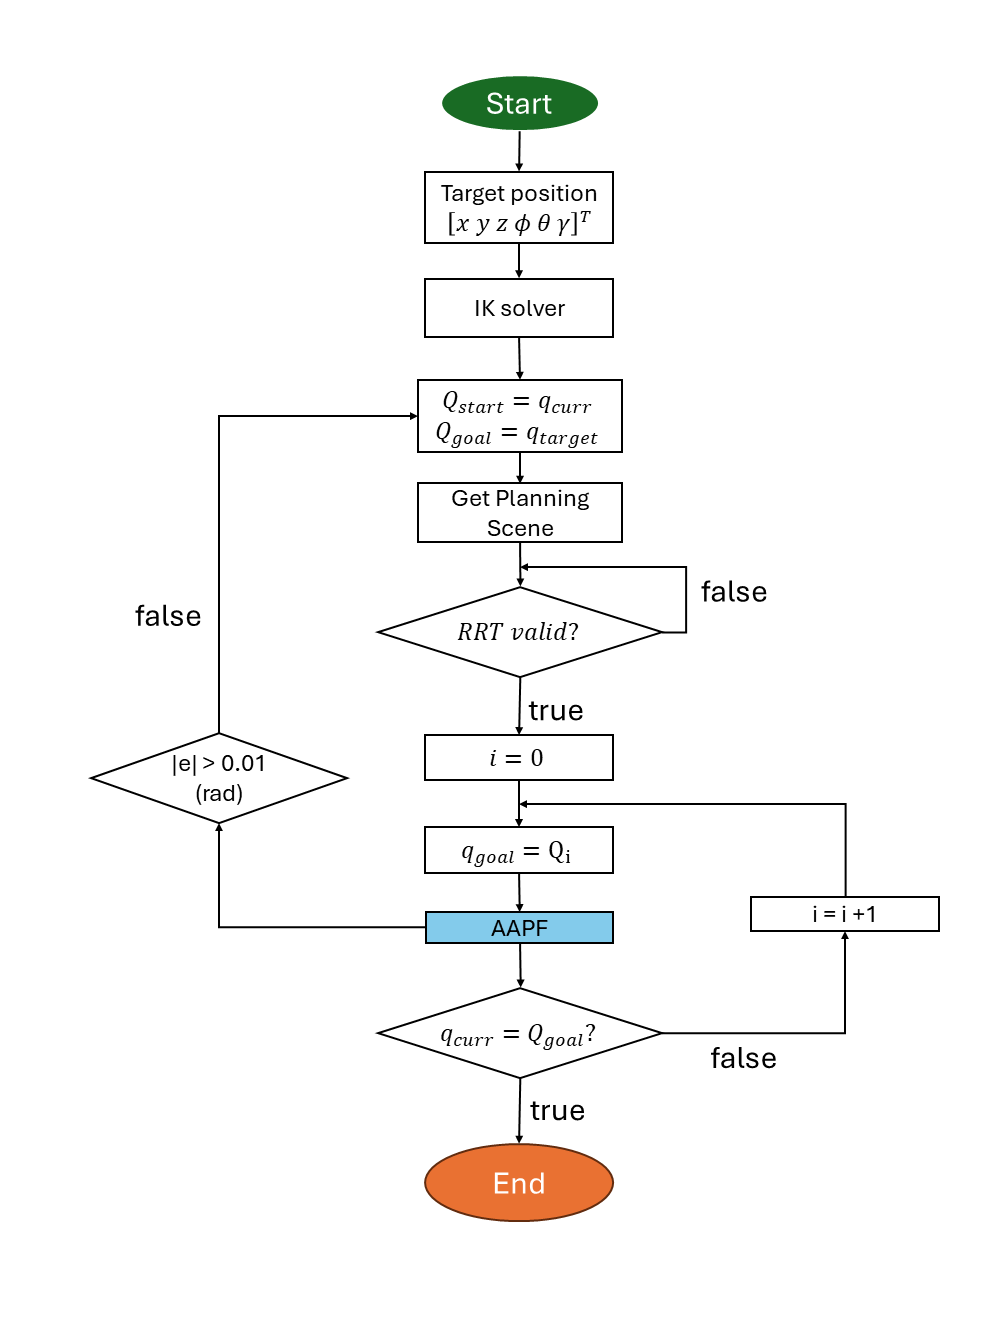 Start
Target position
[x y z ϕ θ γ]^T
IK solver
Q_start = q_curr
Q_goal = q_target
Get Planning
Scene
false
RRT valid?
false
true
i = 0
|e| > 0.01
(rad)
q_goal = Q_i
i = i +1
AAPF
q_curr = Q_goal?
false
true
End